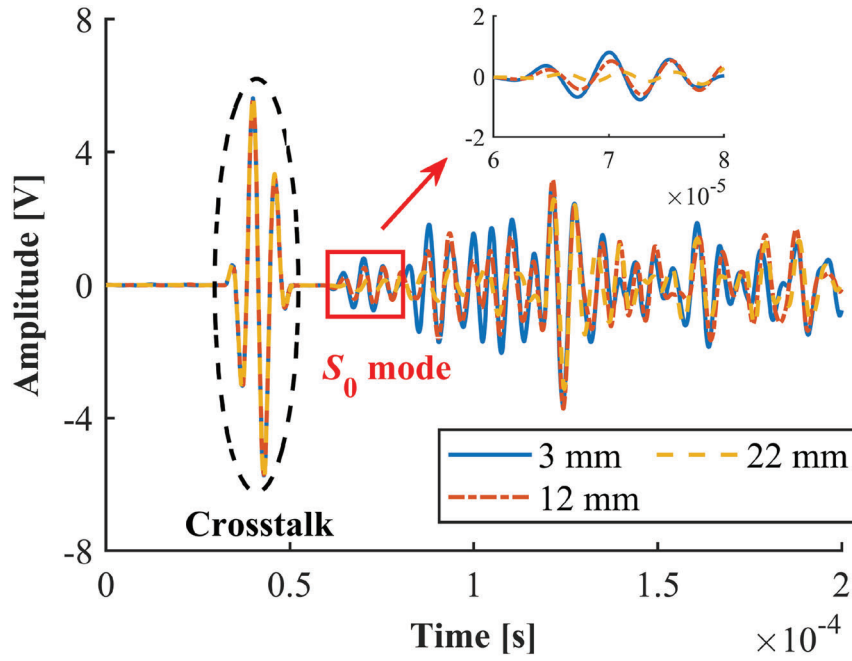 2
0
-2
6 7 8
×10⁻⁵
8
4
0
-4
-8
Amplitude [V]
S₀ mode
Crosstalk
3 mm 22 mm
12 mm
0 0.5 1 1.5 2
×10⁻⁴
Time [s]